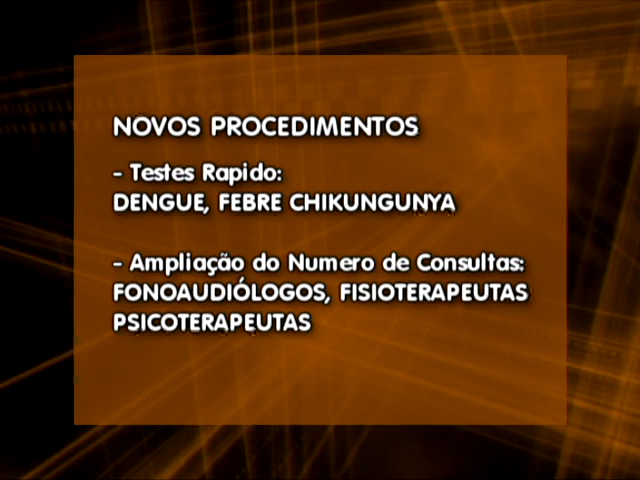 NOVOS PROCEDIMENTOS
- Testes Rapido:
DENGUE, FEBRE CHIKUNGUNYA
- Ampliação do Numero de Consultas:
FONOAUDIÓLOGOS, FISIOTERAPEUTAS
PSICOTERAPEUTAS